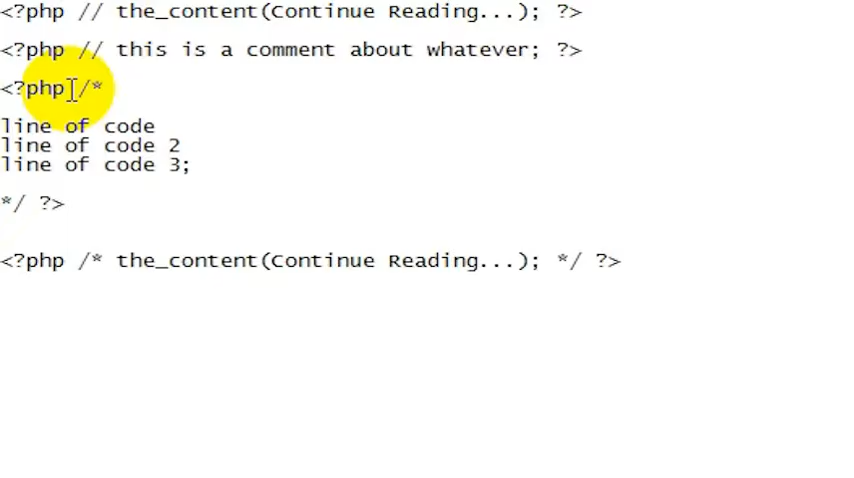 <?php // the_content(Continue Reading...); ?>
<?php // this is a comment about whatever; ?>
<?php /*
line of code
line of code 2
line of code 3;
*/ ?>
<?php /* the_content(Continue Reading...); */ ?>